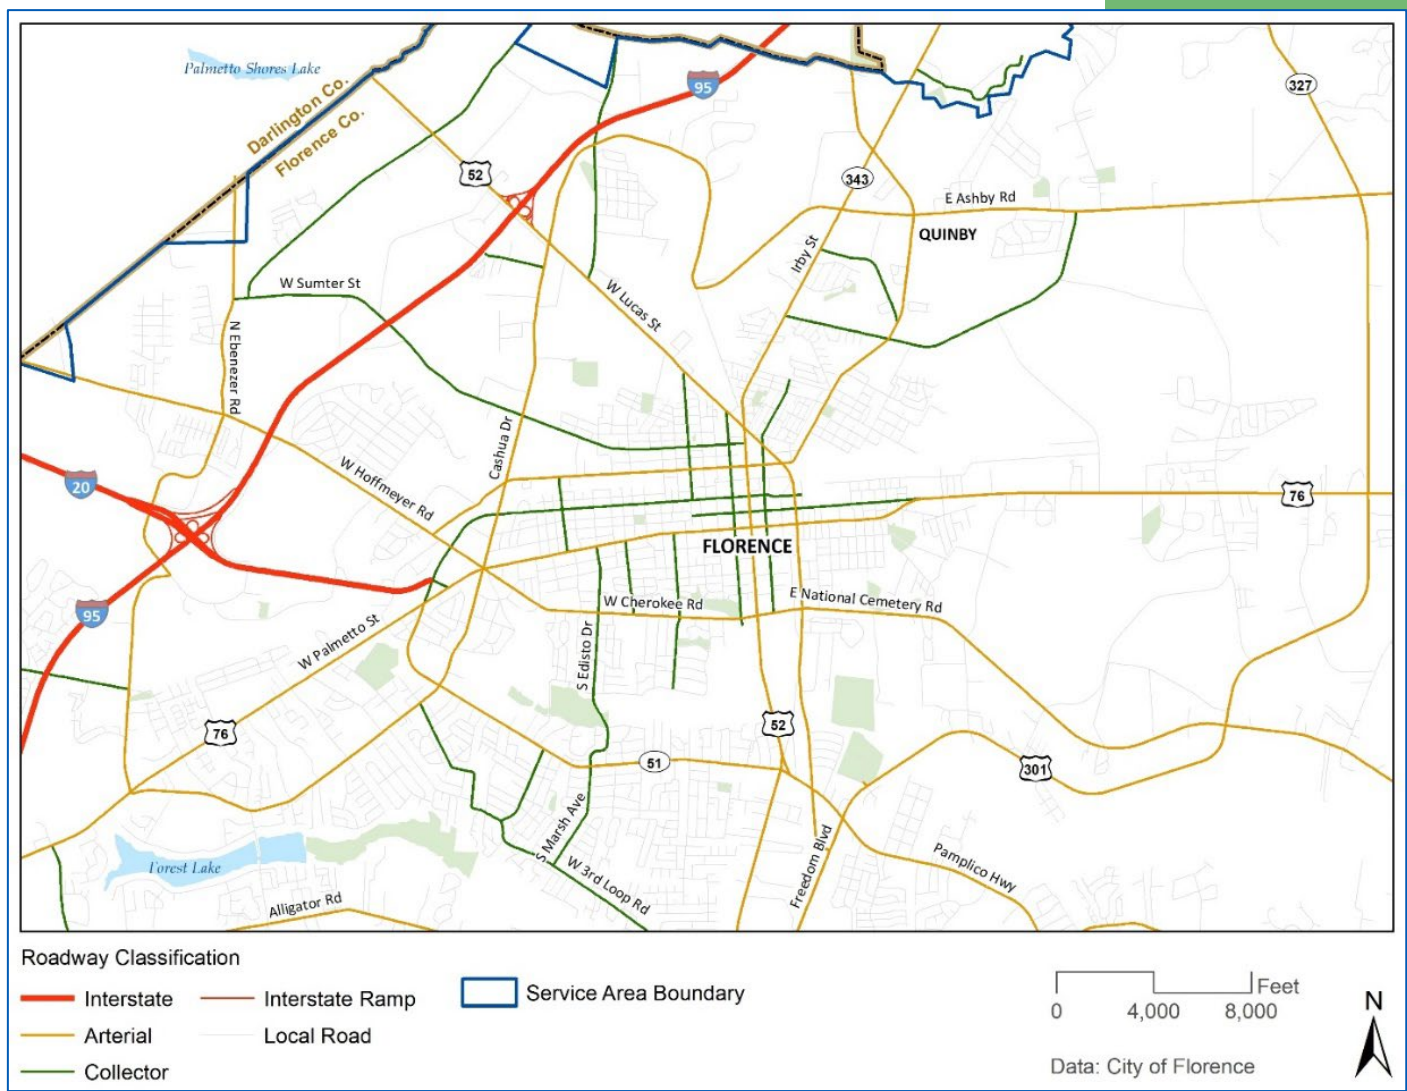 Palmetto Shores Lake
Darlington Co.
Florence Co.
95
327
52
343
E Ashby Rd
QUINBY
Irby St
W Sumter St
W Lucas St
N Ebenezer Rd
Cashua Dr
W Hoffmeyer Rd
20
76
FLORENCE
95
W Cherokee Rd
E National Cemetery Rd
W Palmetto St
S Edisto Dr
76
52
51
301
S Marsh Ave
W 3rd Loop Rd
Freedom Blvd
Pamplico Hwy
Forest Lake
Alligator Rd
Roadway Classification
Interstate
Interstate Ramp
Service Area Boundary
Arterial
Local Road
Collector
Feet
0 4,000 8,000
N
Data: City of Florence